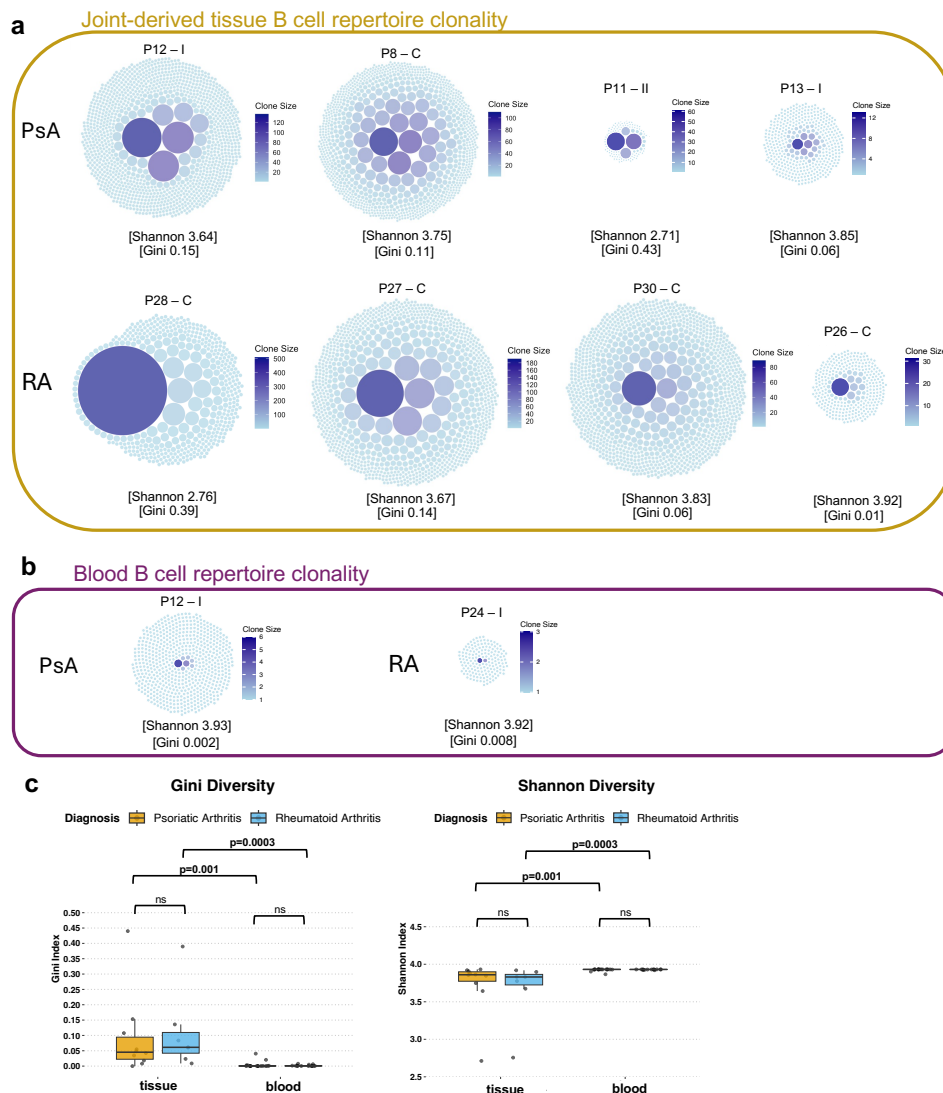 a
Joint-derived tissue B cell repertoire clonality
PsA
P12 – I
Clone Size
120
100
80
60
40
20
[Shannon 3.64]
[Gini 0.15]
P8 – C
Clone Size
100
80
60
40
20
[Shannon 3.75]
[Gini 0.11]
P11 – II
Clone Size
60
50
40
30
20
10
[Shannon 2.71]
[Gini 0.43]
P13 – I
Clone Size
12
8
4
[Shannon 3.85]
[Gini 0.06]
RA
P28 – C
Clone Size
500
400
300
200
100
[Shannon 2.76]
[Gini 0.39]
P27 – C
Clone Size
180
160
140
120
100
80
60
40
20
[Shannon 3.67]
[Gini 0.14]
P30 – C
Clone Size
80
60
40
20
[Shannon 3.83]
[Gini 0.06]
P26 – C
Clone Size
30
20
10
[Shannon 3.92]
[Gini 0.01]
b
Blood B cell repertoire clonality
PsA
P12 – I
Clone Size
6
5
4
3
2
1
[Shannon 3.93]
[Gini 0.002]
RA
P24 – I
Clone Size
3
2
1
[Shannon 3.92]
[Gini 0.008]
c
Gini Diversity
Diagnosis Psoriatic Arthritis Rheumatoid Arthritis
p=0.0003
p=0.001
ns
ns
Gini Index
0.50
0.45
0.40
0.35
0.30
0.25
0.20
0.15
0.10
0.05
0.00
tissue
blood
Shannon Diversity
Diagnosis Psoriatic Arthritis Rheumatoid Arthritis
p=0.0003
p=0.001
ns
ns
Shannon Index
4.5
4.0
3.5
3.0
2.5
tissue
blood